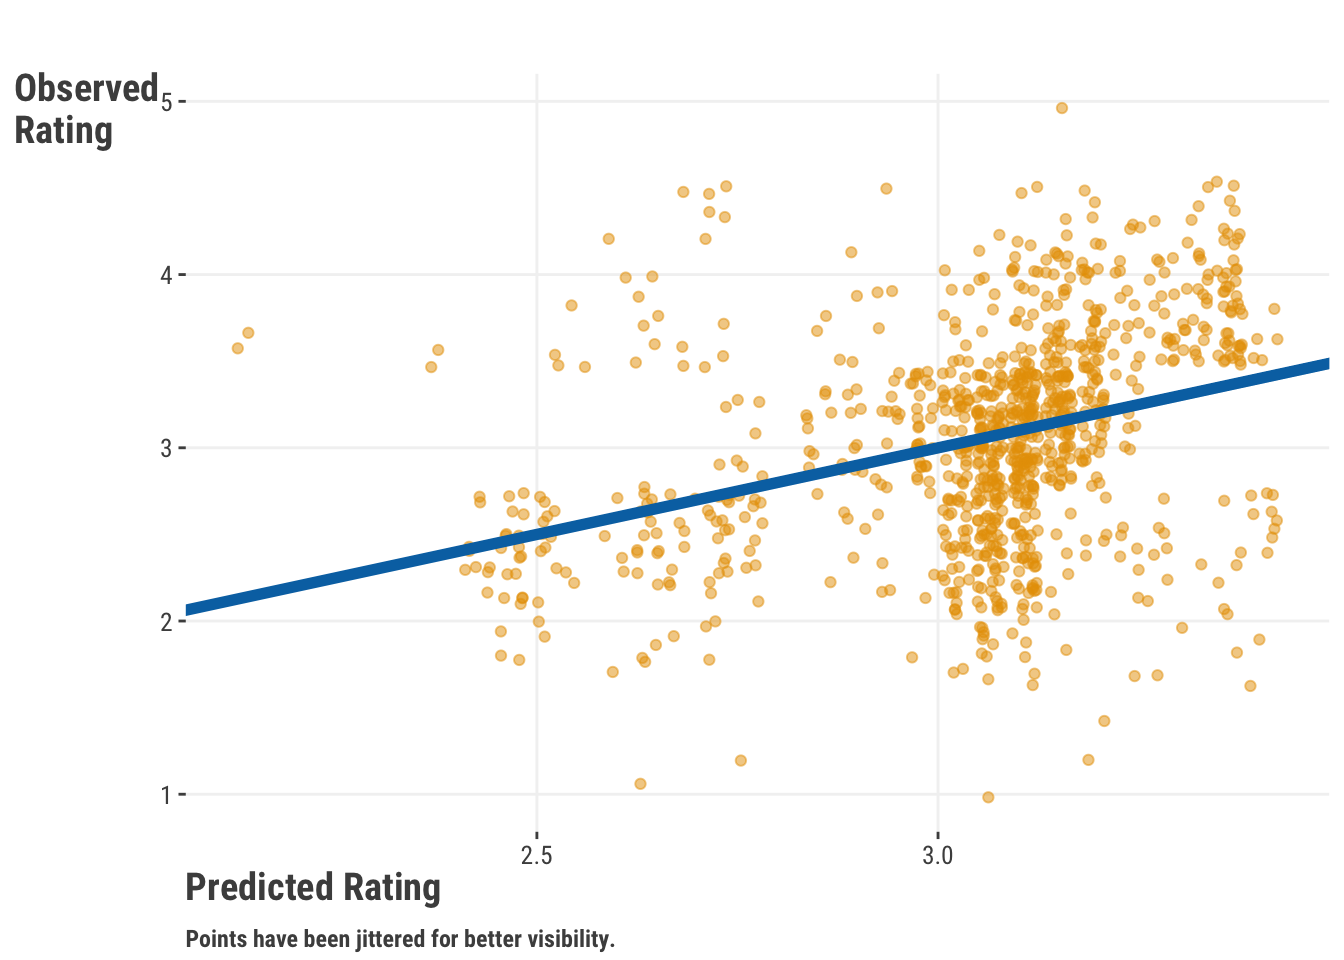 Observed
Rating
5
4
3
2
1
2.5
3.0
Predicted Rating
Points have been jittered for better visibility.